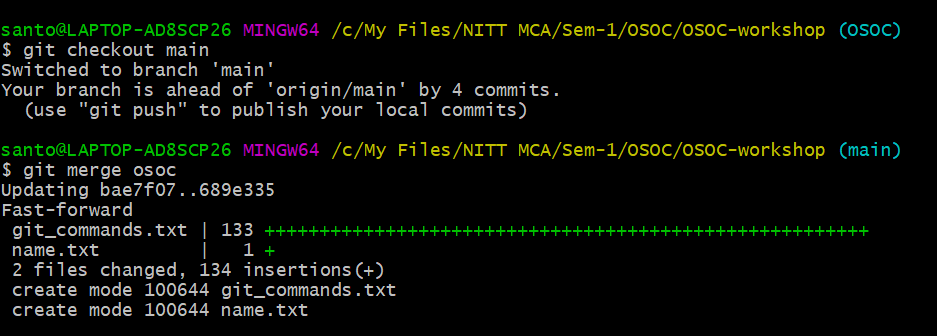 santo@LAPTOP-AD8SCP26 MINGW64 /c/My Files/NITT MCA/Sem-1/OSOC/OSOC-workshop (OSOC)
$ git checkout main
Switched to branch 'main'
Your branch is ahead of 'origin/main' by 4 commits.
  (use "git push" to publish your local commits)
santo@LAPTOP-AD8SCP26 MINGW64 /c/My Files/NITT MCA/Sem-1/OSOC/OSOC-workshop (main)
$ git merge osoc
Updating bae7f07..689e335
Fast-forward
 git_commands.txt | 133 ++++++++++++++++++++++++++++++++++++++++++++++++++++++++
 name.txt         |   1 +
 2 files changed, 134 insertions(+)
 create mode 100644 git_commands.txt
 create mode 100644 name.txt